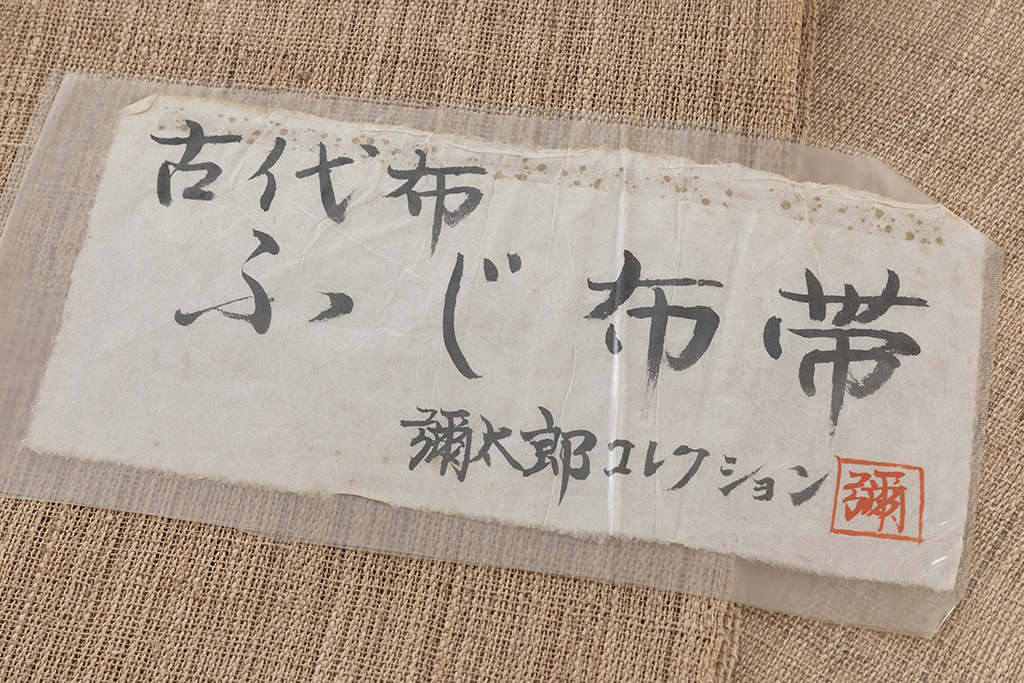 古代布
ふじ布帯
彌太郎コレクション 彌